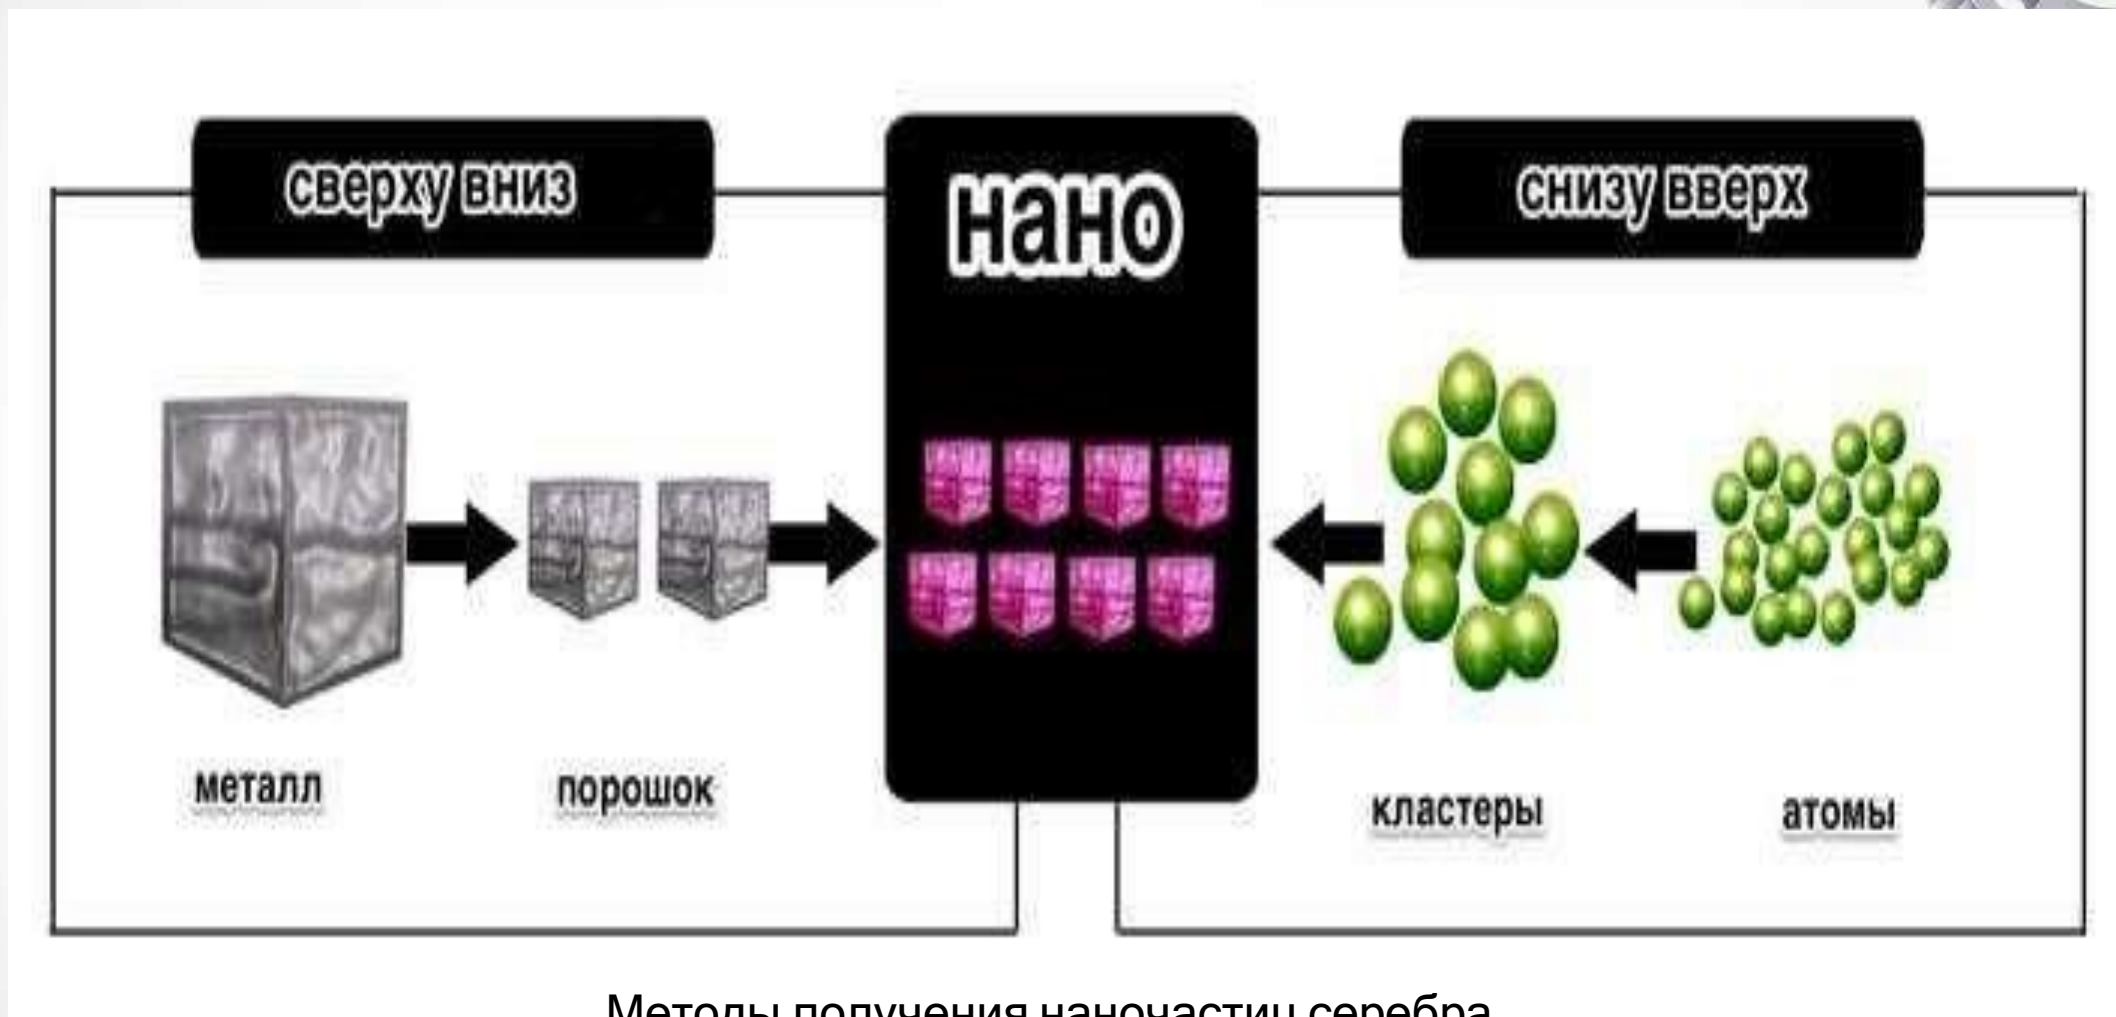 сверху вниз
нано
снизу вверх
металл
порошок
кластеры
атомы
Методы получения наночастиц серебра